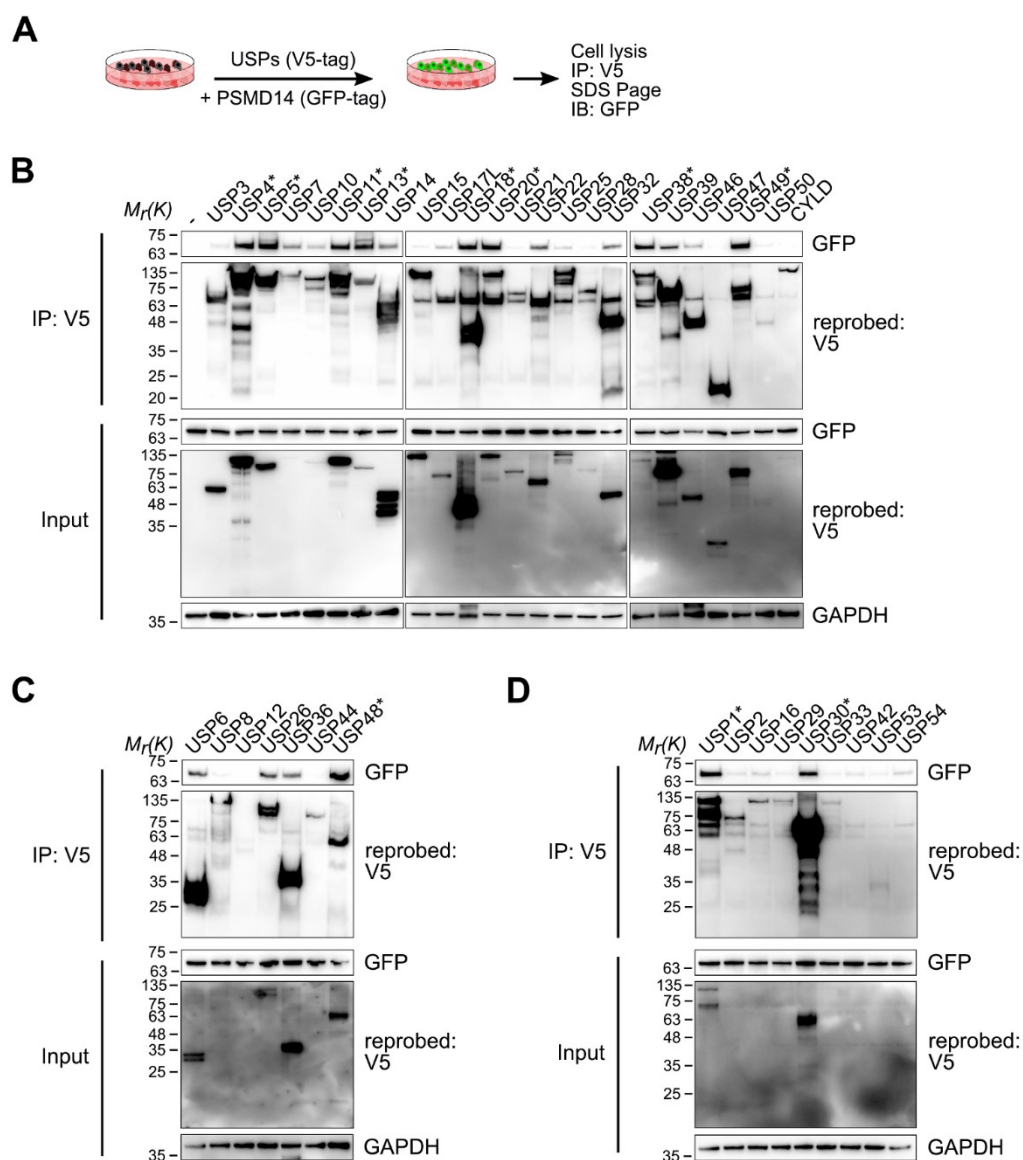 A
USPs (V5-tag)
+ PSMD14 (GFP-tag)
Cell lysis
IP: V5
SDS Page
IB: GFP
B
Mr(K)
-
USP3
USP4*
USP5*
USP7
USP10
USP11*
USP13*
USP14
USP15
USP17L
USP18*
USP20*
USP21
USP22
USP25
USP28
USP32
USP38*
USP39
USP46
USP47
USP49*
USP50
CYLD
75
63
GFP
IP: V5
135
75
63
48
35
25
20
reprobed:
V5
75
63
GFP
Input
135
75
63
48
35
reprobed:
V5
35
GAPDH
C
Mr(K)
USP6
USP8
USP12
USP26
USP36
USP44
USP48*
75
63
GFP
IP: V5
135
75
63
48
35
25
reprobed:
V5
75
63
GFP
Input
135
75
63
48
35
25
reprobed:
V5
35
GAPDH
D
Mr(K)
USP1*
USP2
USP16
USP29
USP30*
USP33
USP42
USP53
USP54
75
63
GFP
IP: V5
135
75
63
48
35
25
reprobed:
V5
63
GFP
Input
135
75
63
48
35
25
reprobed:
V5
35
GAPDH